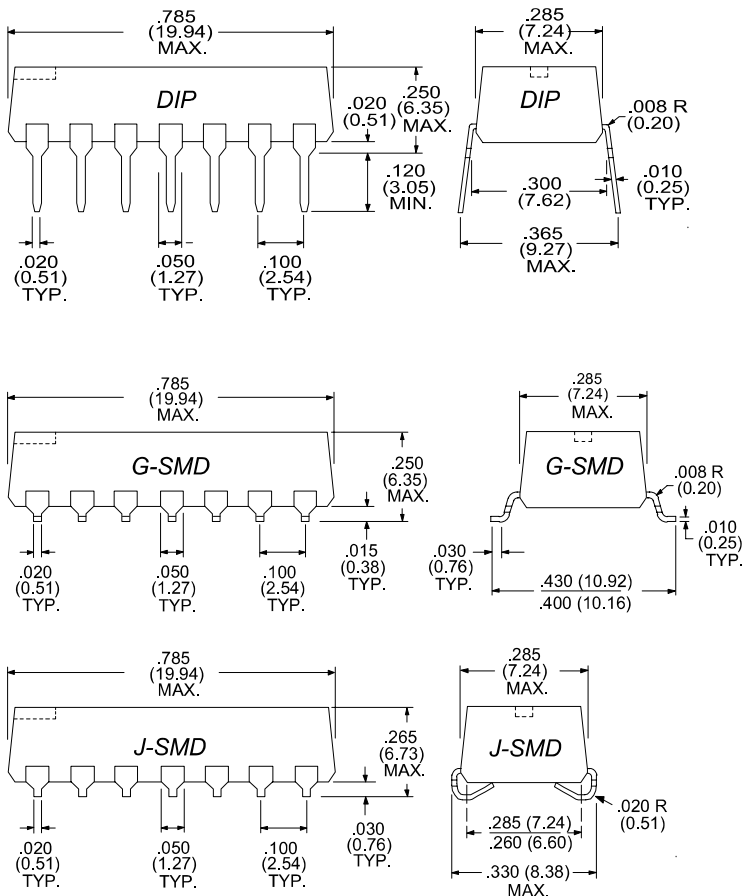 .785
(19.94)
MAX.
DIP
.020
(0.51)
.250
(6.35)
MAX.
.120
(3.05)
MIN.
.020
(0.51)
TYP.
.050
(1.27)
TYP.
.100
(2.54)
TYP.
.285
(7.24)
MAX.
DIP
.008 R
(0.20)
.010
(0.25)
TYP.
.300
(7.62)
.365
(9.27)
MAX.
.785
(19.94)
MAX.
G-SMD
.250
(6.35)
MAX.
.020
(0.51)
TYP.
.050
(1.27)
TYP.
.100
(2.54)
TYP.
.015
(0.38)
TYP.
.285
(7.24)
MAX.
G-SMD
.008 R
(0.20)
.010
(0.25)
TYP.
.030
(0.76)
TYP.
.430 (10.92)
.400 (10.16)
.785
(19.94)
MAX.
J-SMD
.265
(6.73)
MAX.
.020
(0.51)
TYP.
.050
(1.27)
TYP.
.100
(2.54)
TYP.
.030
(0.76)
TYP.
.285
(7.24)
MAX.
J-SMD
.020 R
(0.51)
.285 (7.24)
.260 (6.60)
.330 (8.38)
MAX.